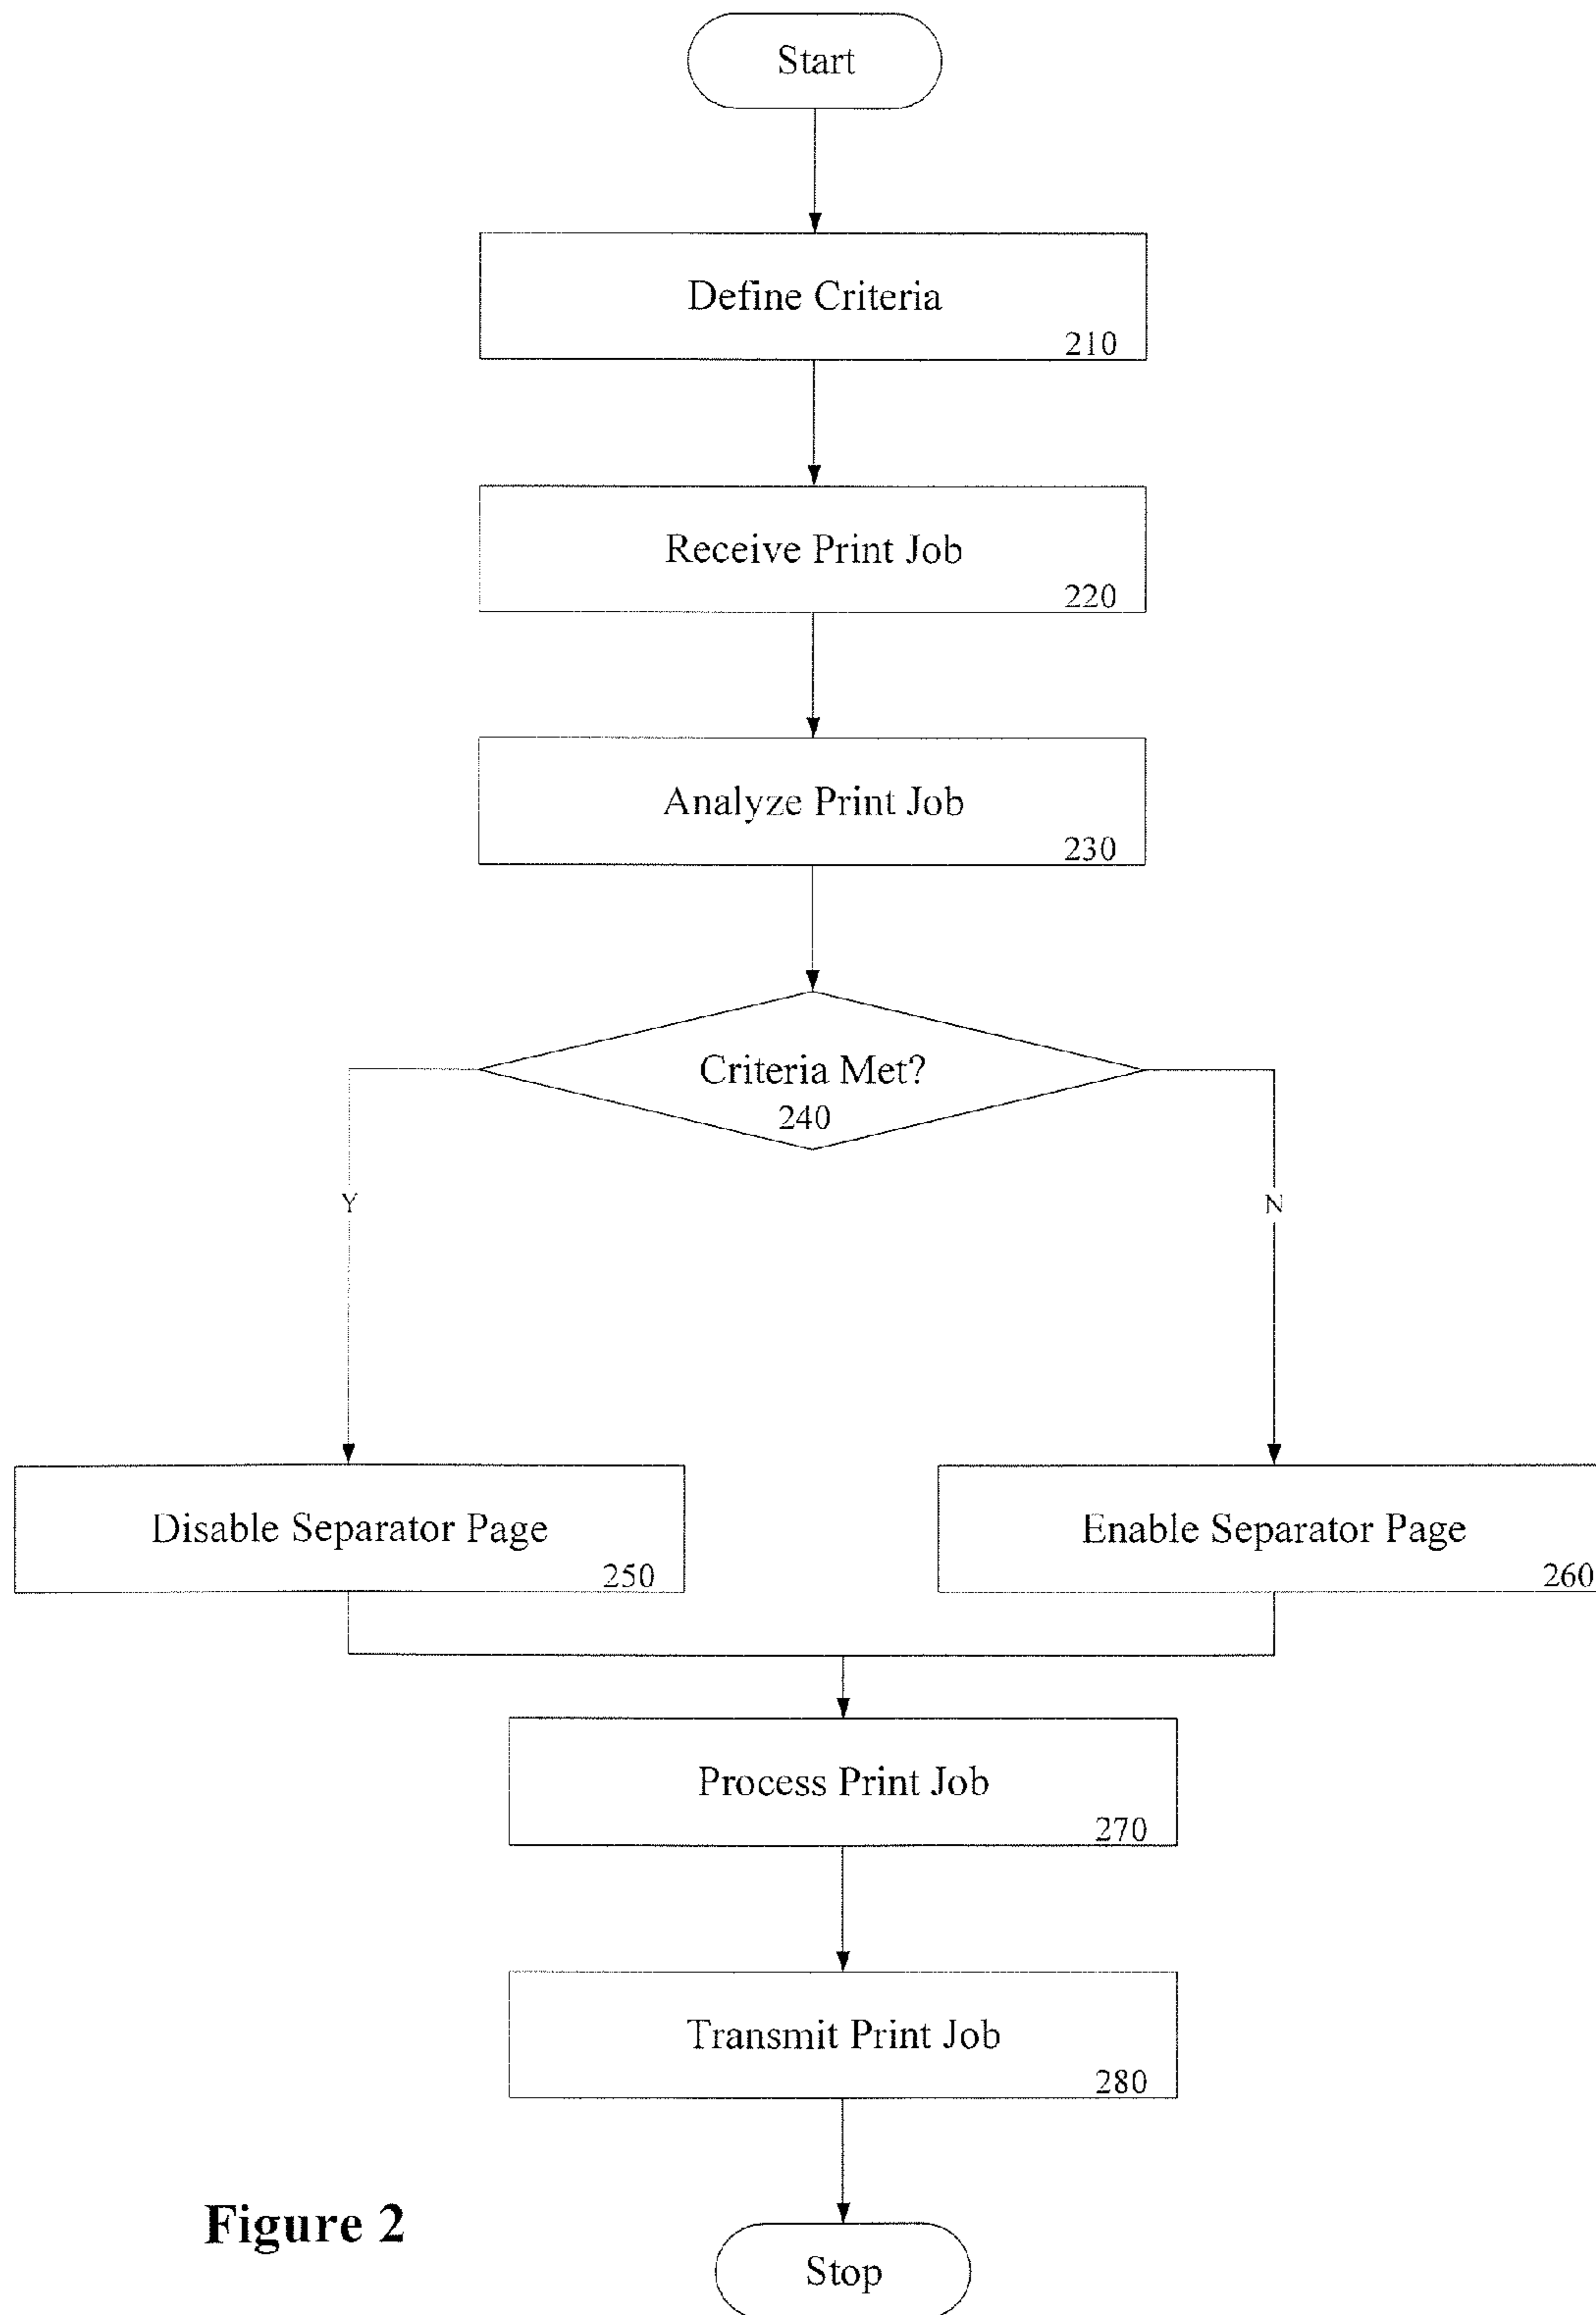 Start
Define Criteria
210
Receive Print Job
220
Analyze Print Job
230
Criteria Met?
240
Y
N
Disable Separator Page
250
Enable Separator Page
260
Process Print Job
270
Transmit Print Job
280
Figure 2
Stop